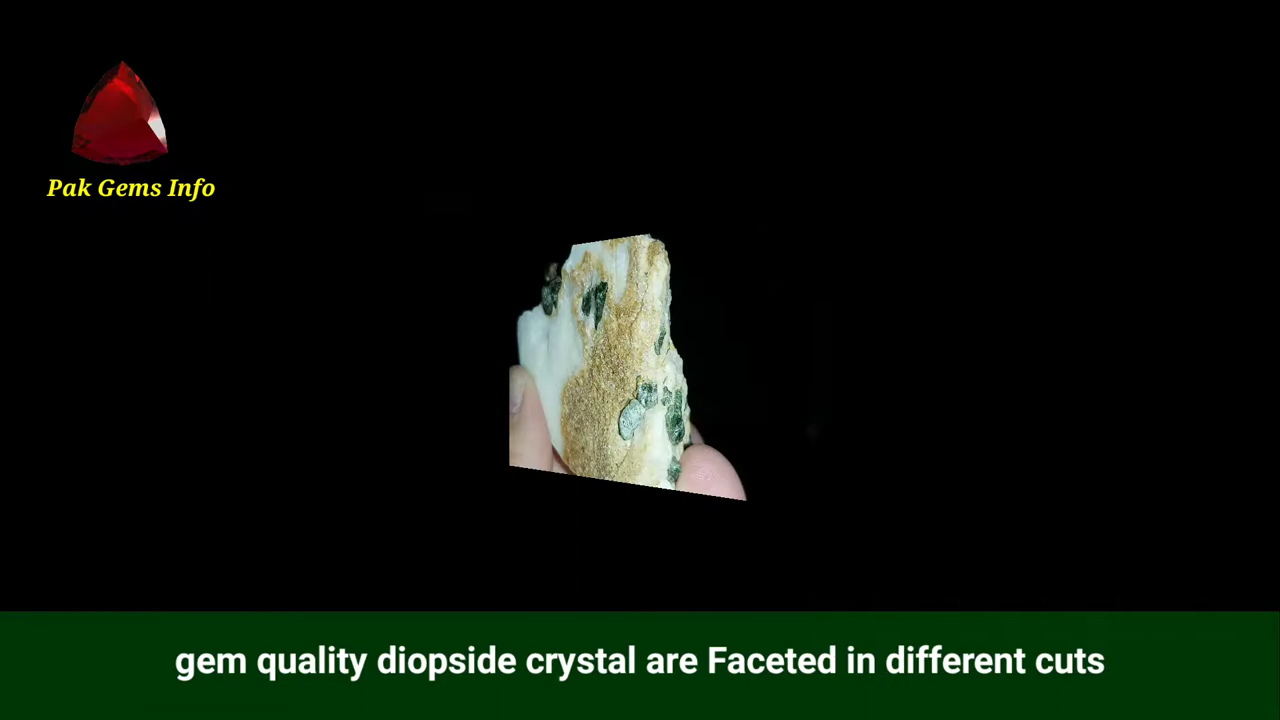 Pak Gems Info
gem quality diopside crystal are Faceted in different cuts